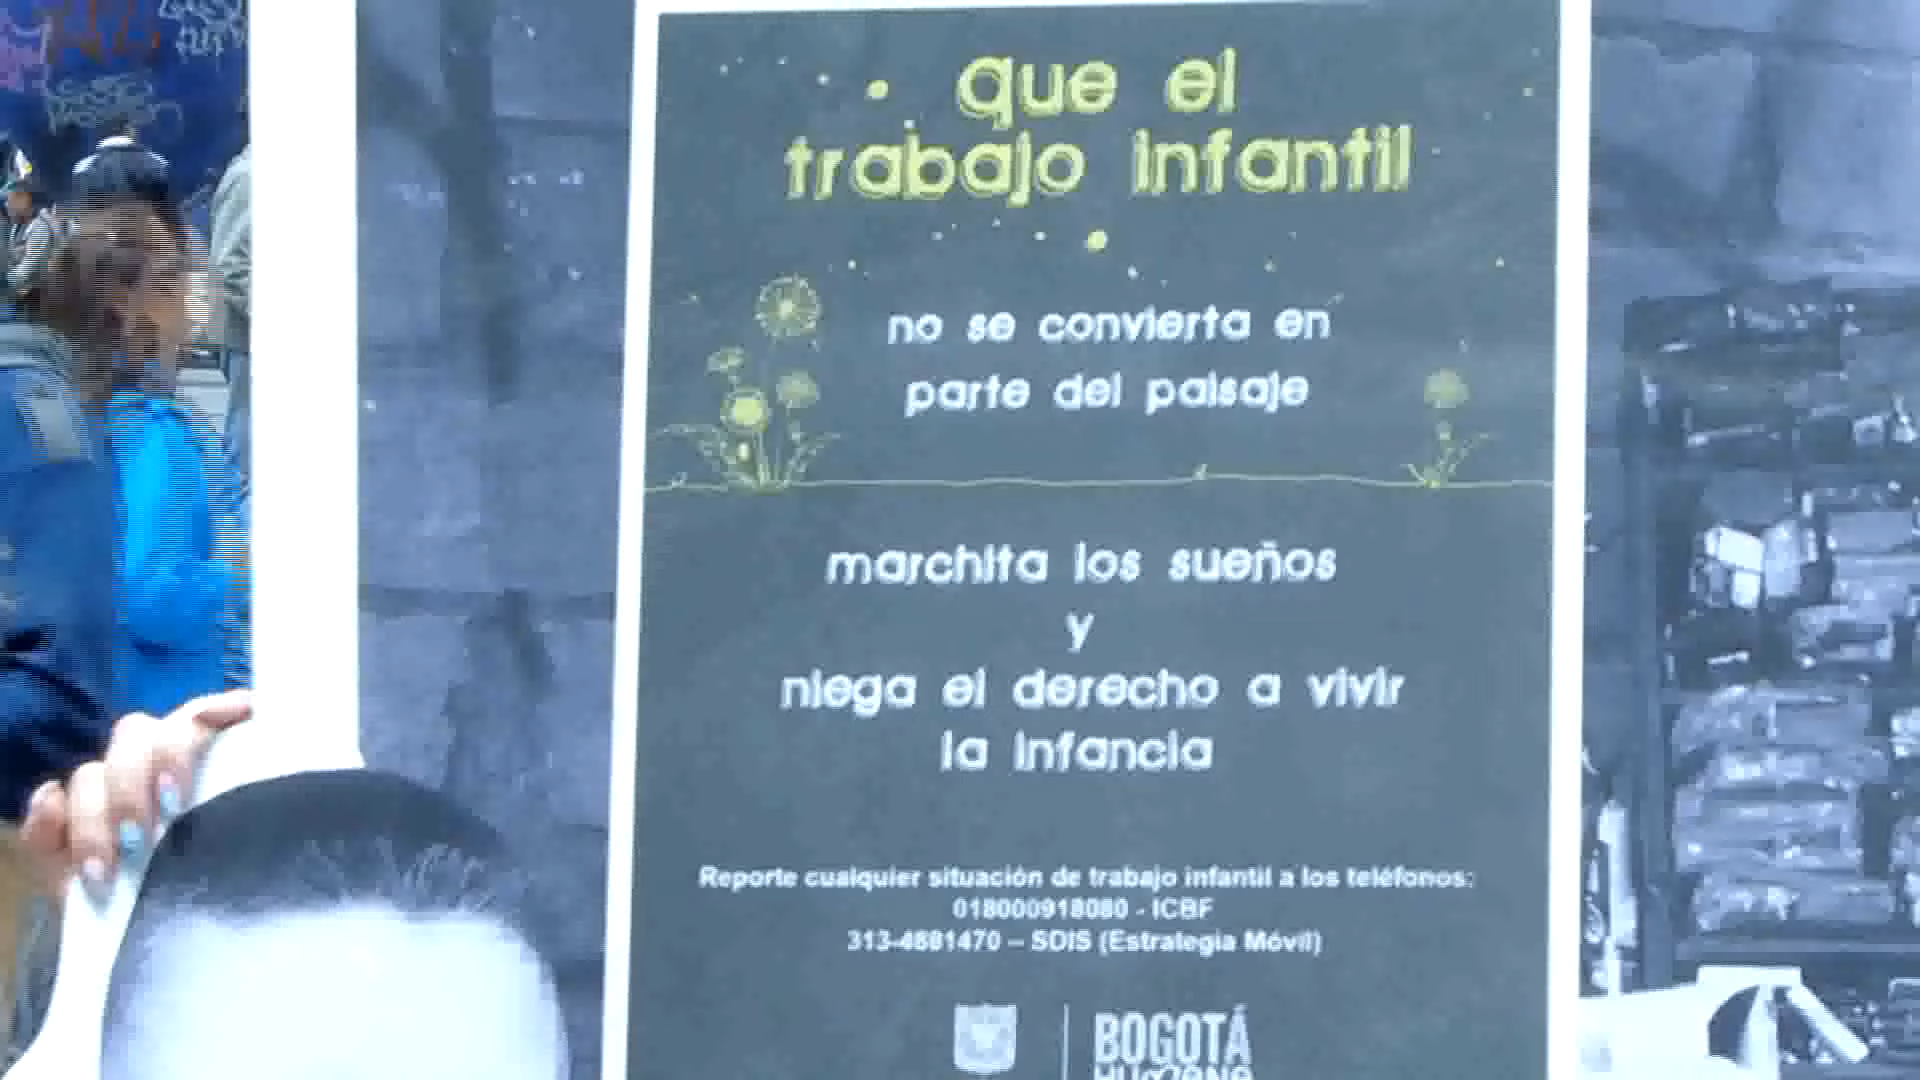 que el
trabajo infantil
no se convierta en
parte del paisaje
marchita los sueños
y
niega el derecho a vivir
la infancia
Reporte cualquier situación de trabajo infantil a los teléfonos:
018000918080 - ICBF
313-4881470 – SDIS (Estrategia Móvil)
BOGOTÁ
HUMANA